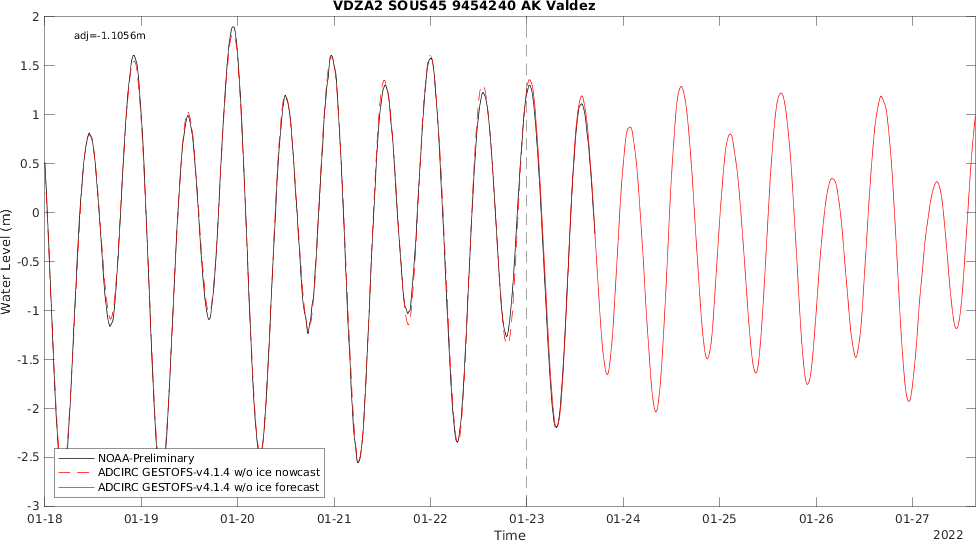 VDZA2 SOUS45 9454240 AK Valdez
adj=-1.1056m
2
1.5
1
0.5
0
-0.5
-1
-1.5
-2
-2.5
-3
Water Level (m)
NOAA-Preliminary
ADCIRC GESTOFS-v4.1.4 w/o ice nowcast
ADCIRC GESTOFS-v4.1.4 w/o ice forecast
01-18 01-19 01-20 01-21 01-22 01-23 01-24 01-25 01-26 01-27
Time
2022